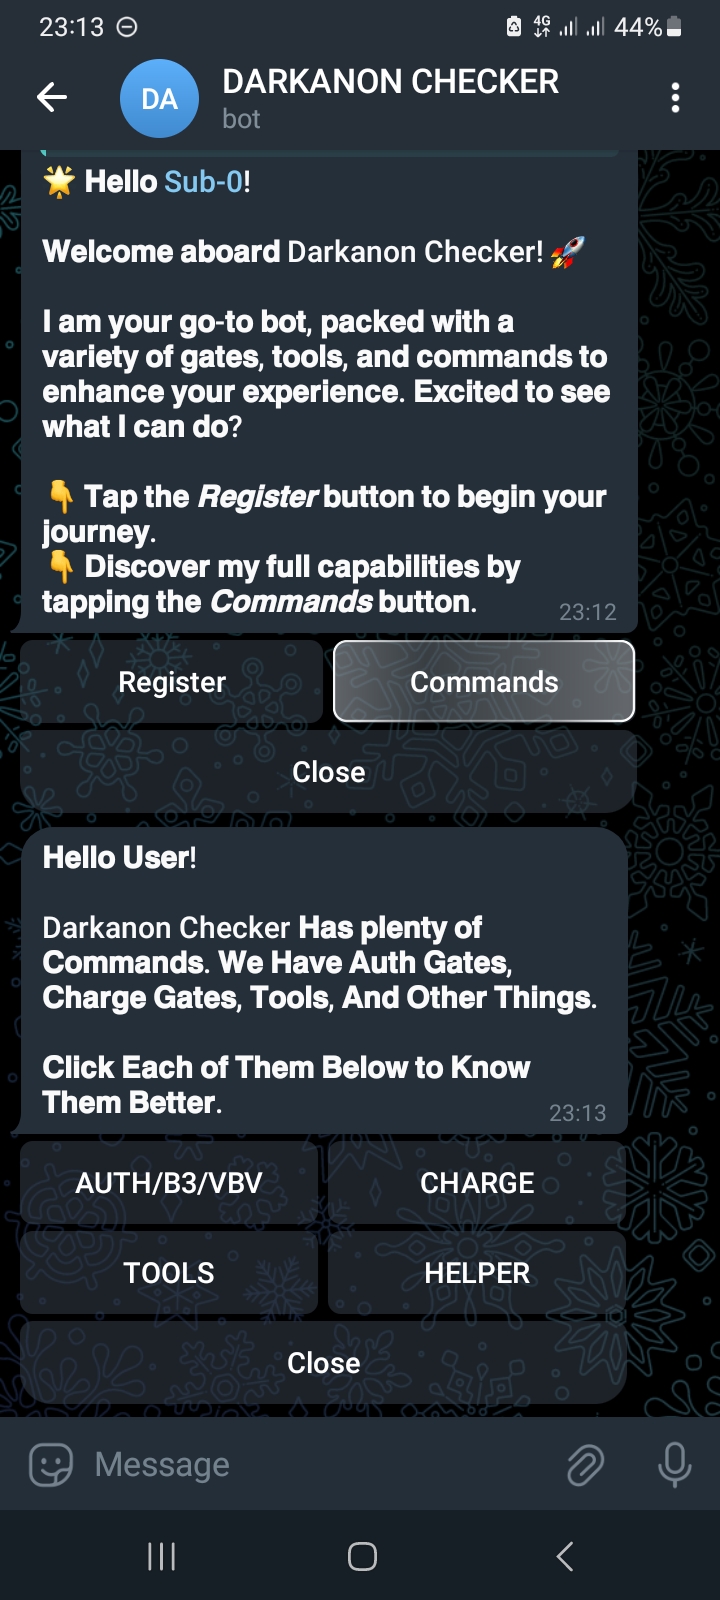 23:13
4G
44%
DA
DARKANON CHECKER
bot
🌟 Hello Sub-0!
Welcome aboard Darkanon Checker! 🚀
I am your go-to bot, packed with a
variety of gates, tools, and commands to
enhance your experience. Excited to see
what I can do?
👇 Tap the Register button to begin your
journey.
👇 Discover my full capabilities by
tapping the Commands button.
23:12
Register
Commands
Close
Hello User!
Darkanon Checker Has plenty of
Commands. We Have Auth Gates,
Charge Gates, Tools, And Other Things.
Click Each of Them Below to Know
Them Better.
23:13
AUTH/B3/VBV
CHARGE
TOOLS
HELPER
Close
Message